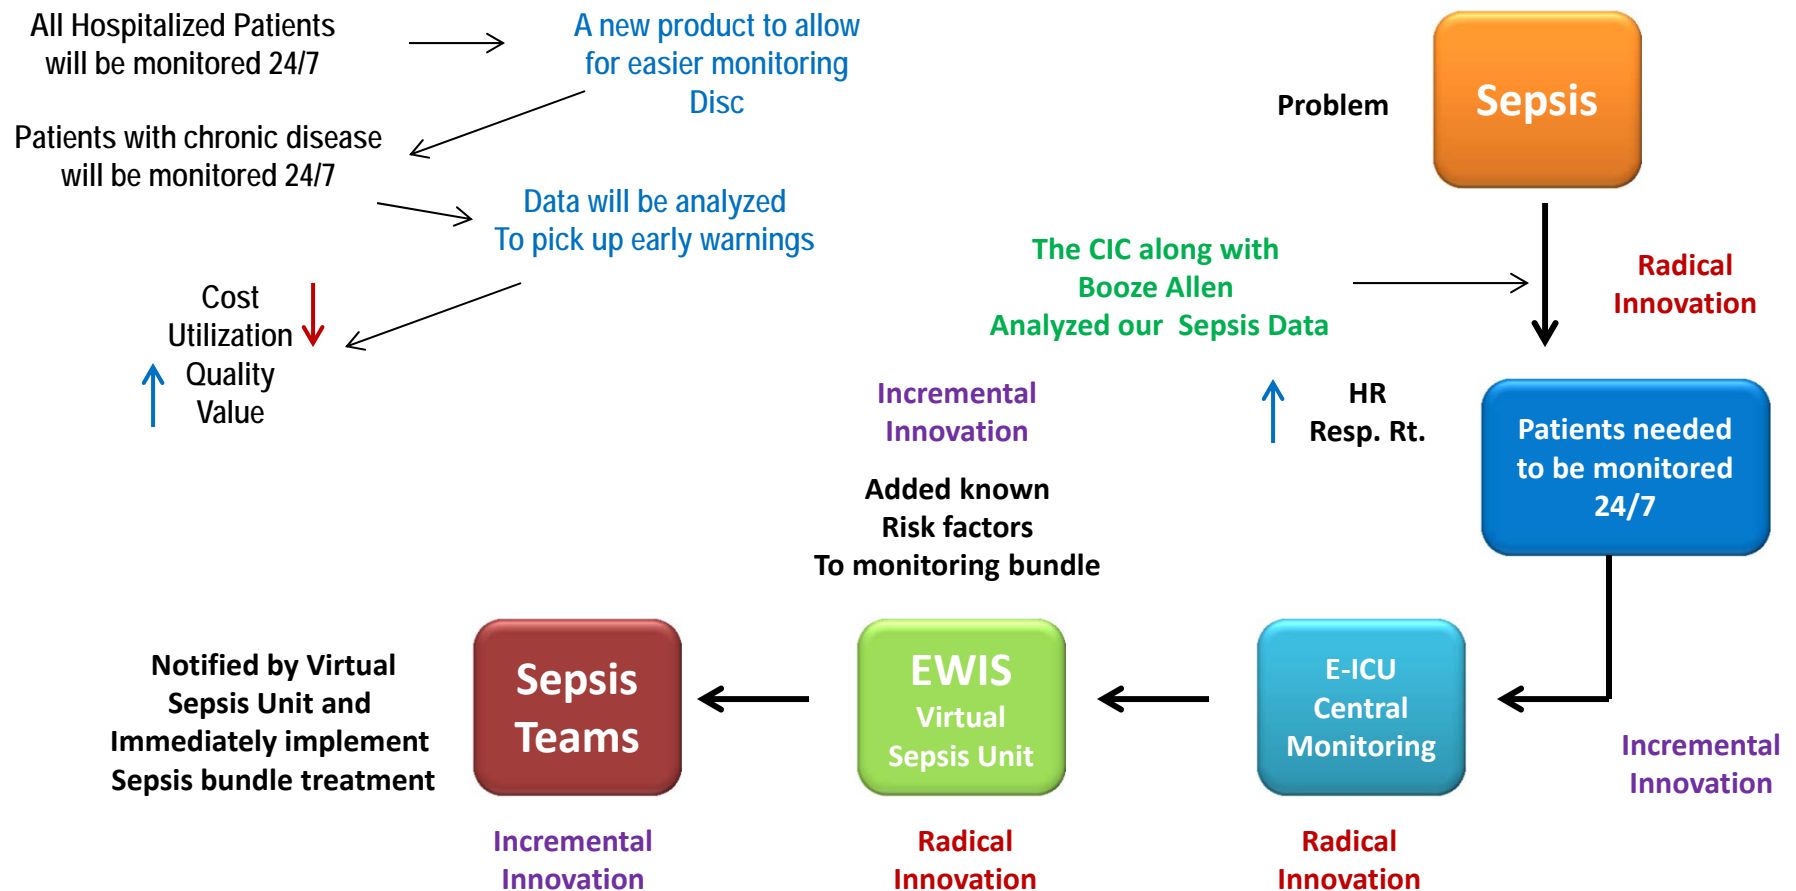 All Hospitalized Patients
will be monitored 24/7
A new product to allow
for easier monitoring
Disc
Patients with chronic disease
will be monitored 24/7
Data will be analyzed
To pick up early warnings
Cost
Utilization
Quality
Value
Problem
Sepsis
The CIC along with
Booze Allen
Analyzed our Sepsis Data
Radical
Innovation
Incremental
Innovation
HR
Resp. Rt.
Patients needed
to be monitored
24/7
Added known
Risk factors
To monitoring bundle
Notified by Virtual
Sepsis Unit and
Immediately implement
Sepsis bundle treatment
Sepsis
Teams
EWIS
Virtual
Sepsis Unit
E-ICU
Central
Monitoring
Incremental
Innovation
Incremental
Innovation
Radical
Innovation
Radical
Innovation